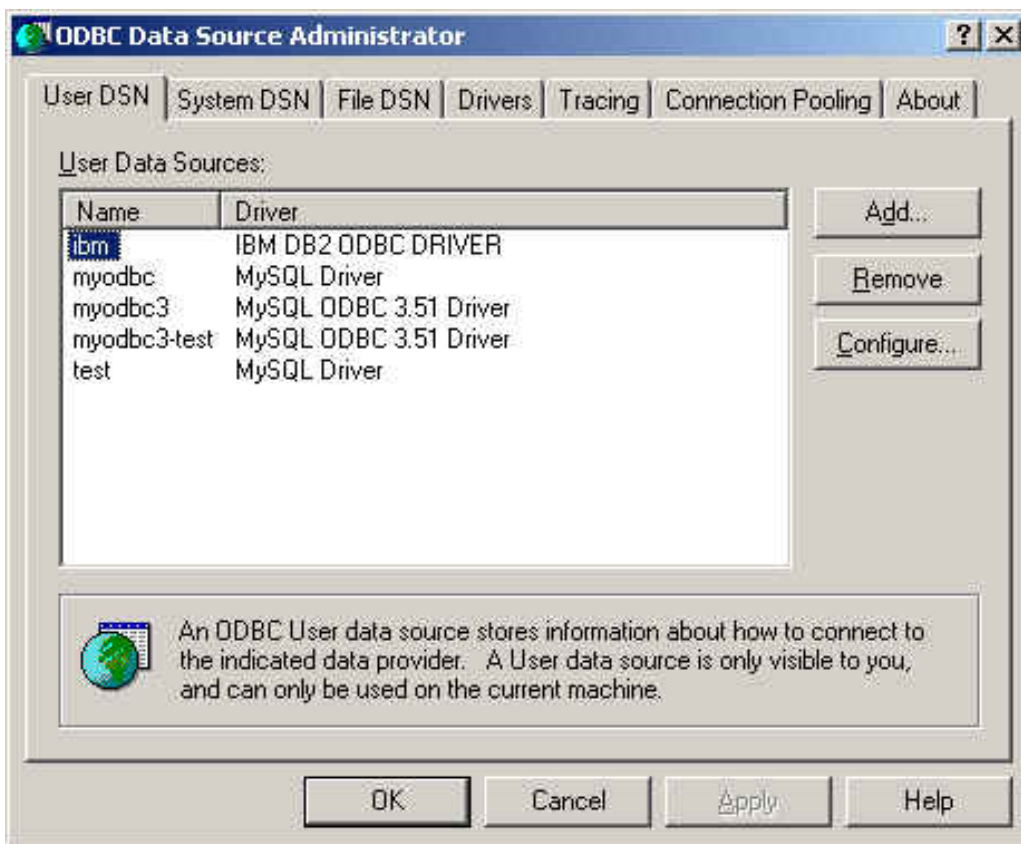 ODBC Data Source Administrator
User DSN System DSN File DSN Drivers Tracing Connection Pooling About
User Data Sources:
Name Driver
ibm IBM DB2 ODBC DRIVER
myodbc MySQL Driver
myodbc3 MySQL ODBC 3.51 Driver
myodbc3-test MySQL ODBC 3.51 Driver
test MySQL Driver
Add...
Remove
Configure...
An ODBC User data source stores information about how to connect to
the indicated data provider. A User data source is only visible to you,
and can only be used on the current machine.
OK Cancel Apply Help